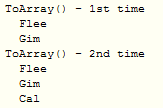 ToArray() - 1st time
Flee
Gim
ToArray() - 2nd time
Flee
Gim
Cal